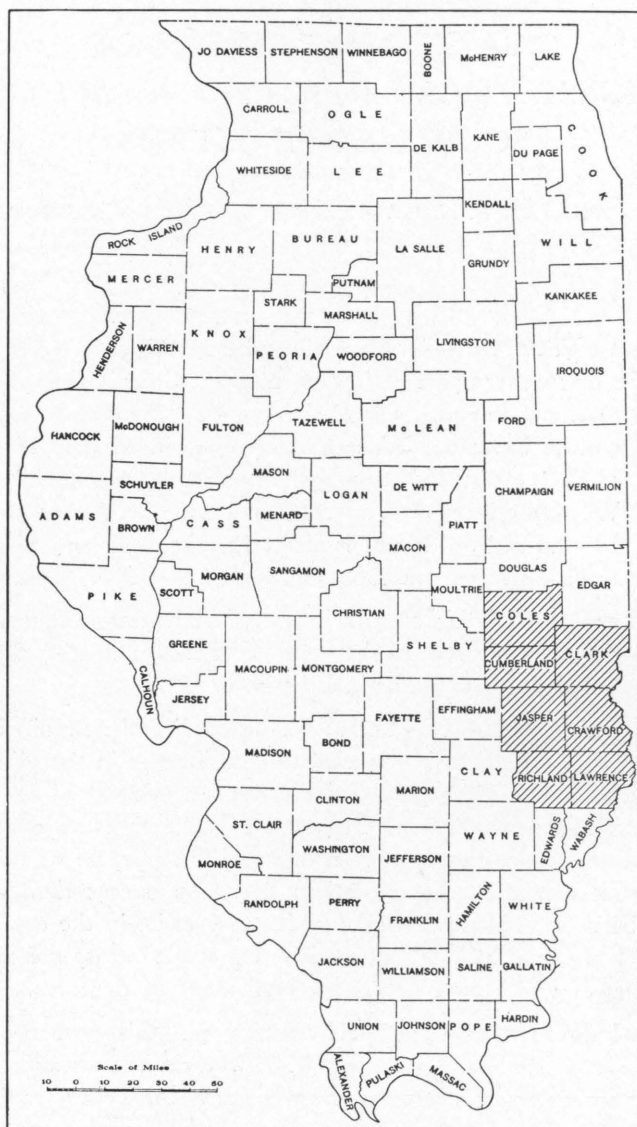 JO DAVIESS STEPHENSON WINNEBAGO BOONE McHENRY LAKE
CARROLL OGLE DE KALB KANE DU PAGE COOK
WHITESIDE LEE KENDALL
ROCK ISLAND HENRY BUREAU LA SALLE GRUNDY WILL
MERCER PUTNAM KANKAKEE
STARK MARSHALL
HENDERSON WARREN KNOX PEORIA WOODFORD LIVINGSTON IROQUOIS
HANCOCK McDONOUGH FULTON TAZEWELL McLEAN FORD
MASON
SCHUYLER LOGAN DE WITT CHAMPAIGN VERMILION
ADAMS BROWN CASS MENARD PIATT
MACON
PIKE SCOTT MORGAN SANGAMON MOULTRIE DOUGLAS EDGAR
CHRISTIAN COLES
GREENE SHELBY
CALHOUN MACOUPIN MONTGOMERY CUMBERLAND CLARK
JERSEY
FAYETTE EFFINGHAM JASPER CRAWFORD
MADISON BOND
CLAY RICHLAND LAWRENCE
CLINTON MARION
ST. CLAIR WAYNE EDWARDS WABASH
WASHINGTON JEFFERSON
MONROE
RANDOLPH PERRY HAMILTON WHITE
FRANKLIN
JACKSON WILLIAMSON SALINE GALLATIN
HARDIN
UNION JOHNSON POPE
ALEXANDER PULASKI MASSAC
Scale of Miles
10 0 10 20 30 40 50